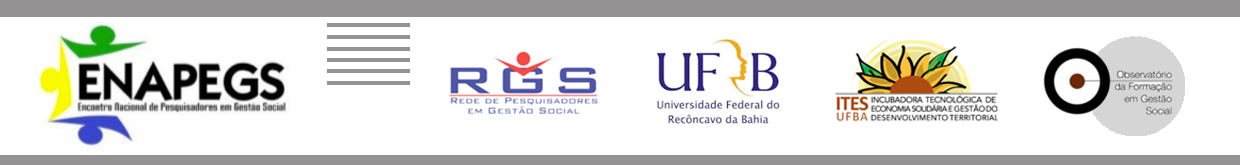 ENAPEGS
Encontro Nacional de Pesquisadores em Gestão Social
RGS
REDE DE PESQUISADORES
EM GESTÃO SOCIAL
UFRB
Universidade Federal do
Recôncavo da Bahia
ITES INCUBADORA TECNOLÓGICA DE
ECONOMIA SOLIDÁRIA E GESTÃO DO
UFBA DESENVOLVIMENTO TERRITORIAL
Observatório
da Formação
em Gestão
Social